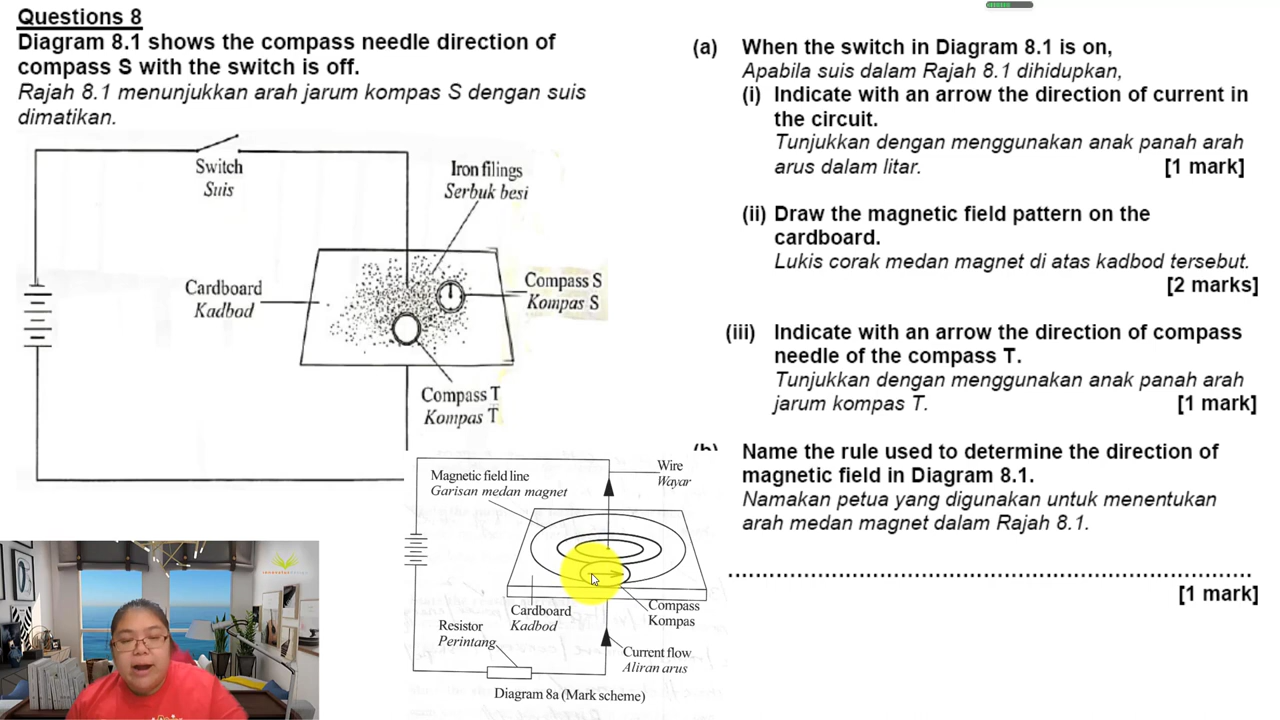 Questions 8
Diagram 8.1 shows the compass needle direction of
compass S with the switch is off.
Rajah 8.1 menunjukkan arah jarum kompas S dengan suis
dimatikan.
Switch
Suis
Iron filings
Serbuk besi
Cardboard
Kadbod
Compass S
Kompas S
Compass T
Kompas T
Magnetic field line
Garisan medan magnet
Wire
Wayar
Cardboard
Kadbod
Compass
Kompas
Resistor
Perintang
Current flow
Aliran arus
Diagram 8a (Mark scheme)
(a) When the switch in Diagram 8.1 is on,
Apabila suis dalam Rajah 8.1 dihidupkan,
(i) Indicate with an arrow the direction of current in
the circuit.
Tunjukkan dengan menggunakan anak panah arah
arus dalam litar. [1 mark]
(ii) Draw the magnetic field pattern on the
cardboard.
Lukis corak medan magnet di atas kadbod tersebut.
[2 marks]
(iii) Indicate with an arrow the direction of compass
needle of the compass T.
Tunjukkan dengan menggunakan anak panah arah
jarum kompas T. [1 mark]
Name the rule used to determine the direction of
magnetic field in Diagram 8.1.
Namakan petua yang digunakan untuk menentukan
arah medan magnet dalam Rajah 8.1.
[1 mark]